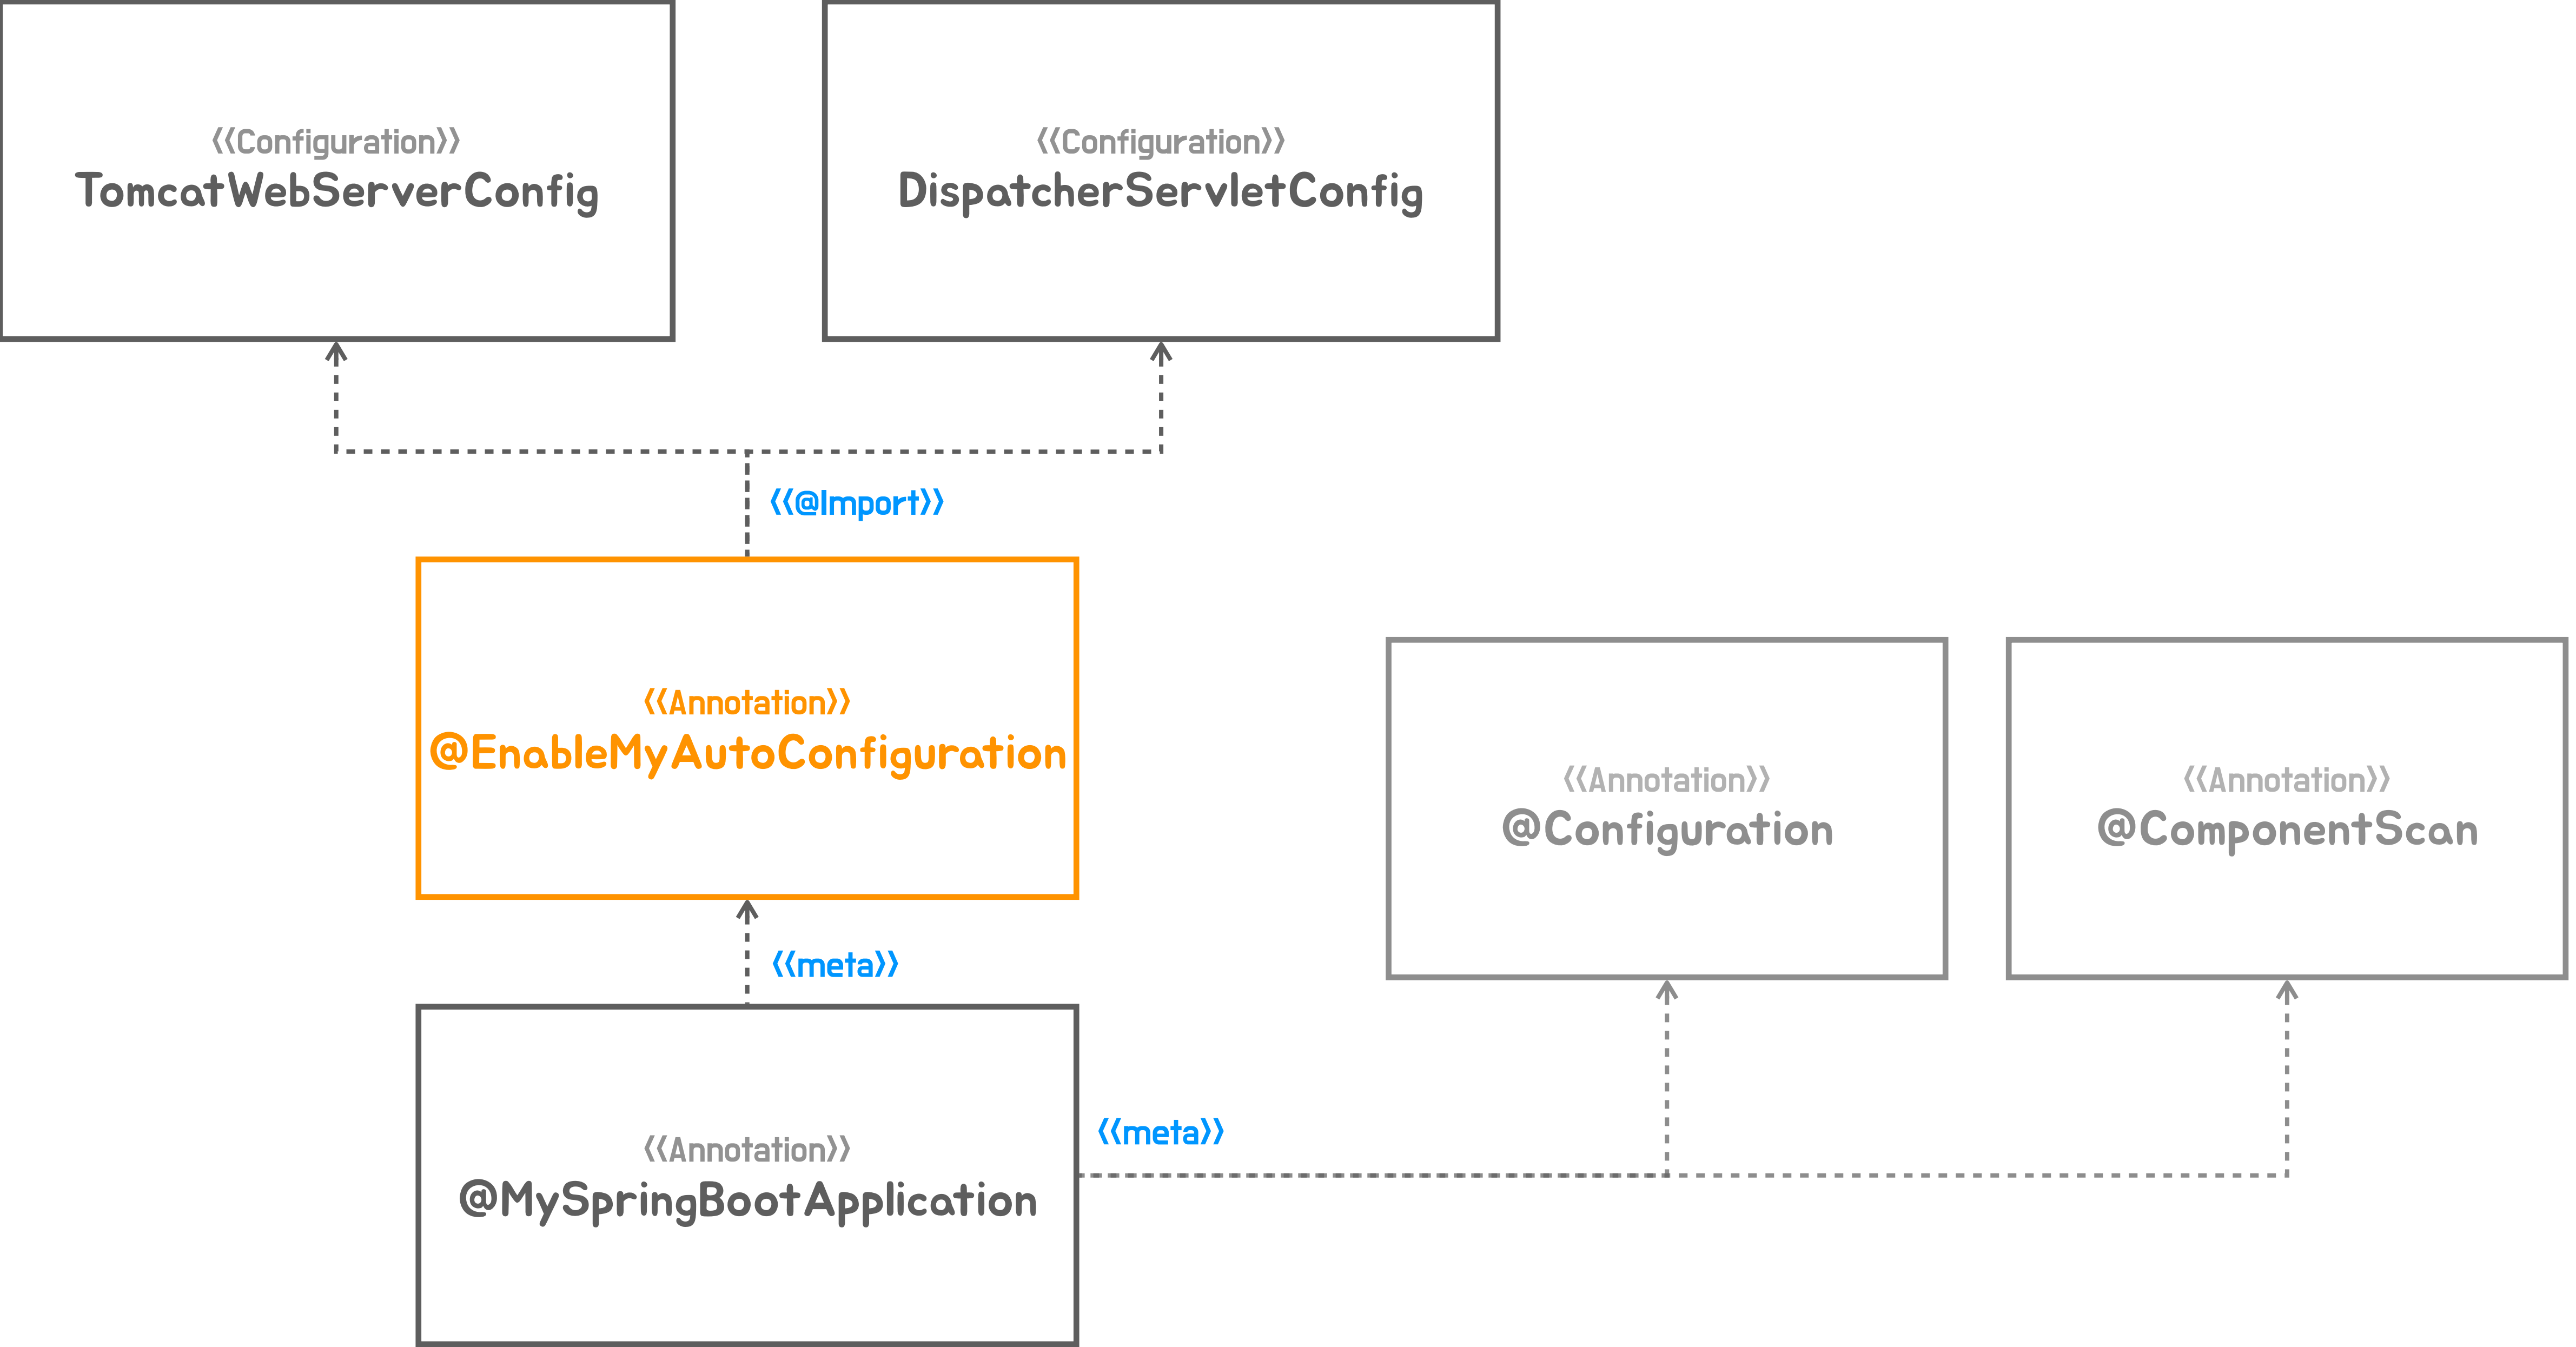 《Configuration》
TomcatWebServerConfig
《Configuration》
DispatcherServletConfig
《@Import》
《Annotation》
@EnableMyAutoConfiguration
《Annotation》
@Configuration
《Annotation》
@ComponentScan
《meta》
《meta》
《Annotation》
@MySpringBootApplication